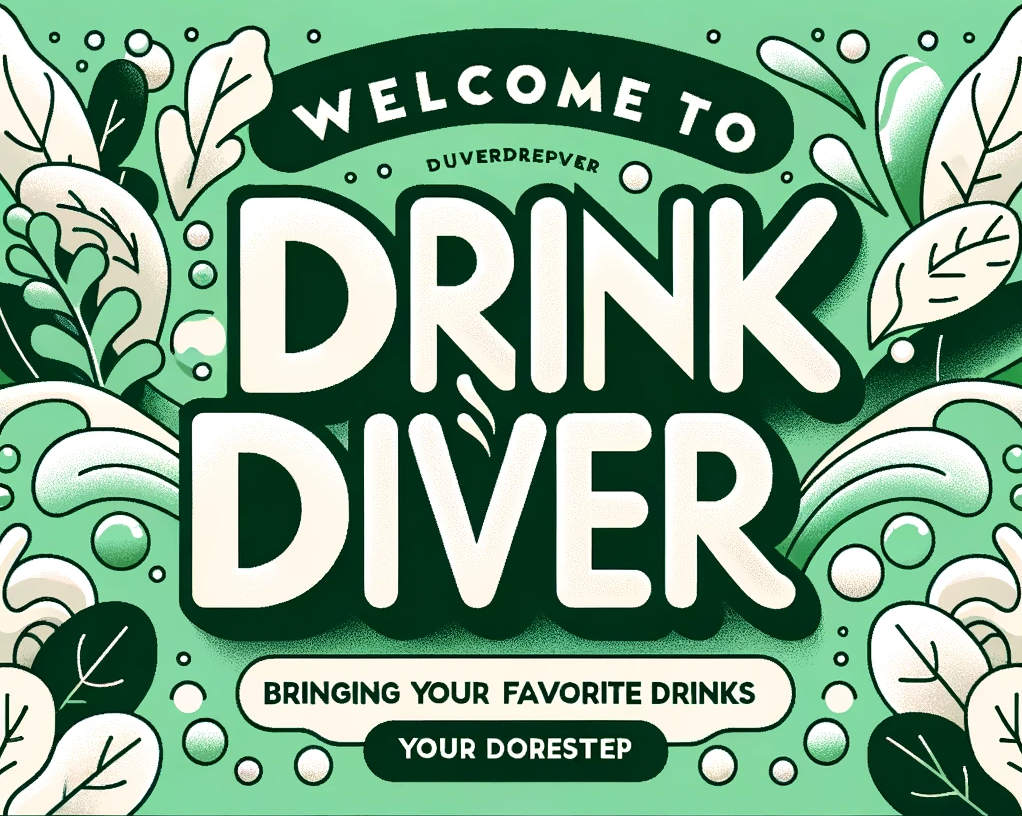 WELCOME TO
DUVERDREPVER
DRINK
DIVER
BRINGING YOUR FAVORITE DRINKS
YOUR DORESTEP